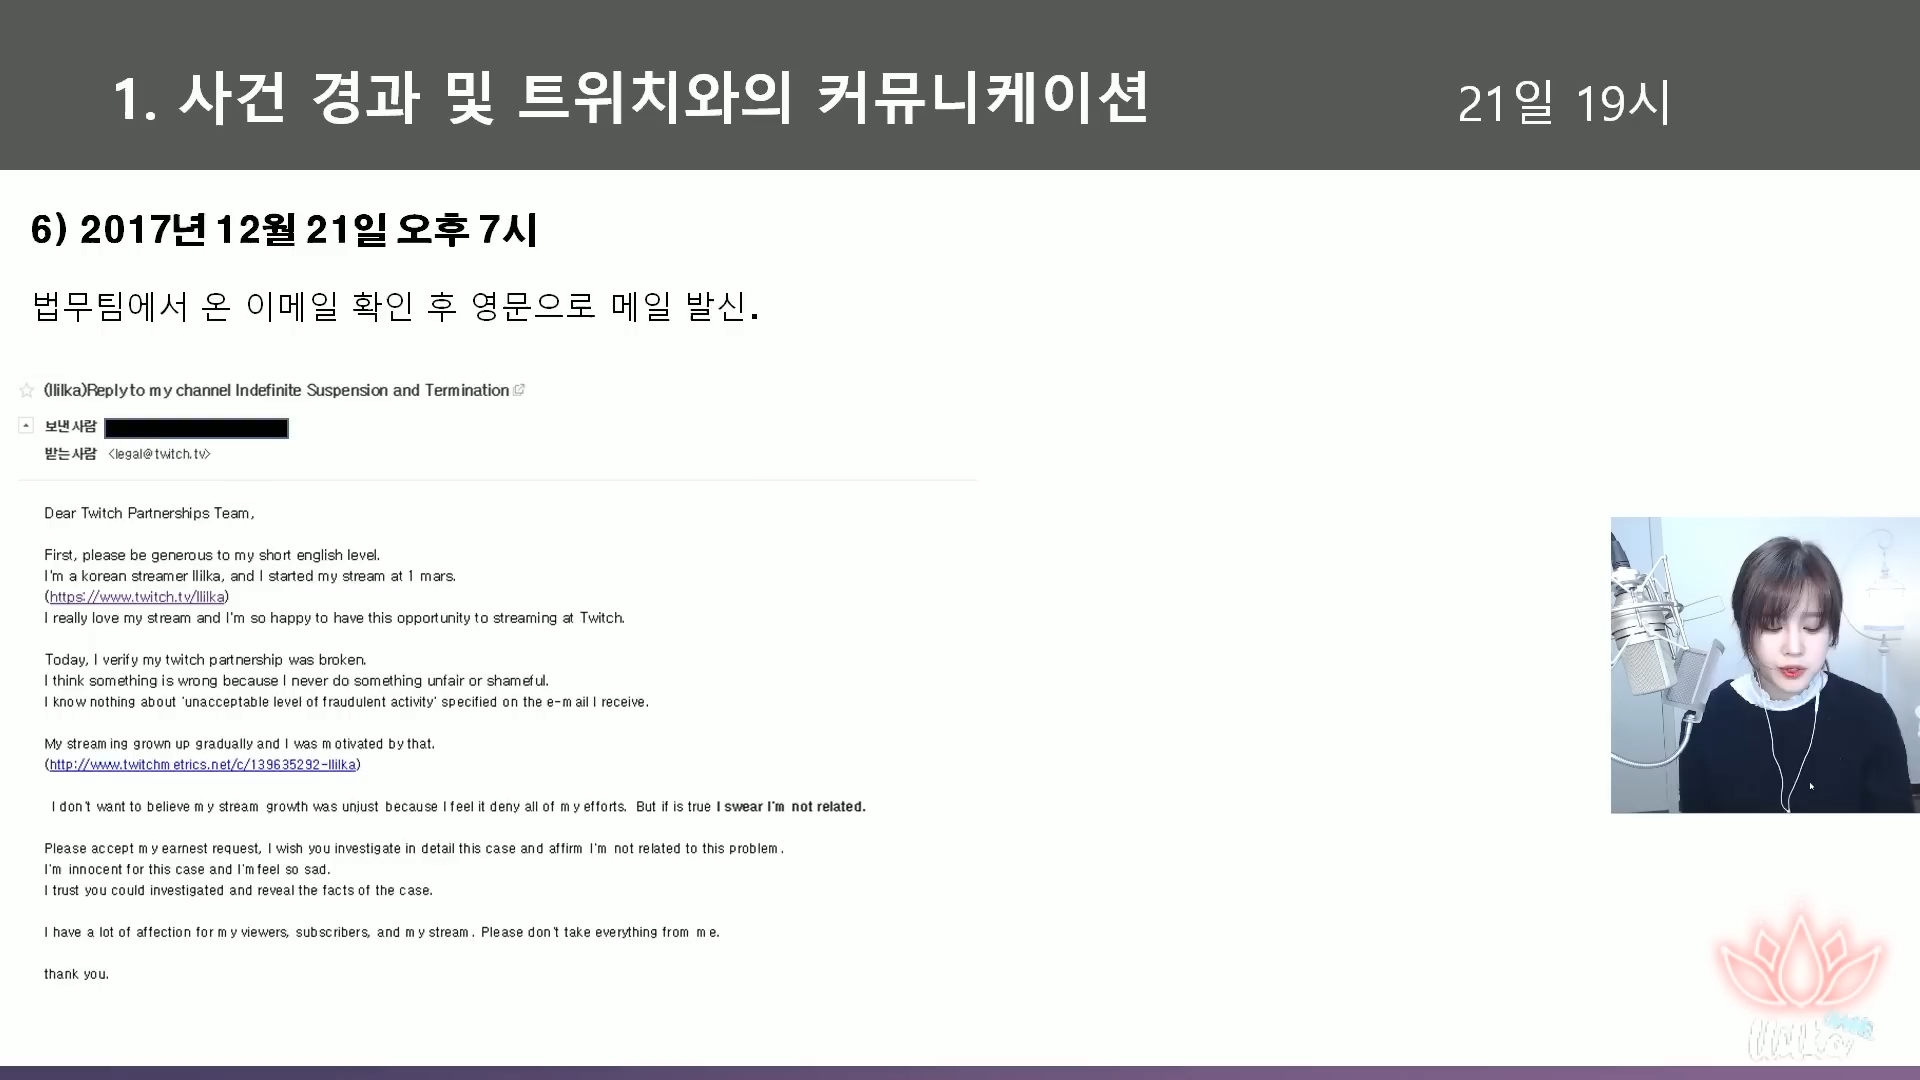 1. 사건 경과 및 트위치와의 커뮤니케이션
21일 19시
6) 2017년 12월 21일 오후 7시
법무팀에서 온 이메일 확인 후 영문으로 메일 발신.
(llilka)Reply to my channel Indefinite Suspension and Termination
보낸사람
받는사람 <legal@twitch.tv>
Dear Twitch Partnerships Team,
First, please be generous to my short english level.
I'm a korean streamer llilka, and I started my stream at 1 mars.
(https://www.twitch.tv/llilka)
I really love my stream and I'm so happy to have this opportunity to streaming at Twitch.
Today, I verify my twitch partnership was broken.
I think something is wrong because I never do something unfair or shameful.
I know nothing about 'unacceptable level of fraudulent activity' specified on the e-mail I receive.
My streaming grown up gradually and I was motivated by that.
(http://www.twitchmetrics.net/c/139635292-llilka)
I don't want to believe my stream growth was unjust because I feel it deny all of my efforts. But if is true I swear I'm not related.
Please accept my earnest request, I wish you investigate in detail this case and affirm I'm not related to this problem.
I'm innocent for this case and I'm feel so sad.
I trust you could investigated and reveal the facts of the case.
I have a lot of affection for my viewers, subscribers, and my stream. Please don't take everything from me.
thank you.